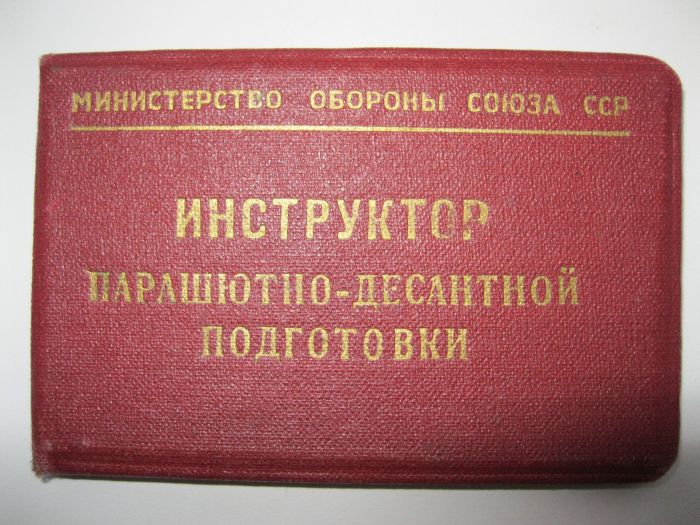 МИНИСТЕРСТВО ОБОРОНЫ СОЮЗА ССР
ИНСТРУКТОР
ПАРАШЮТНО-ДЕСАНТНОЙ
ПОДГОТОВКИ